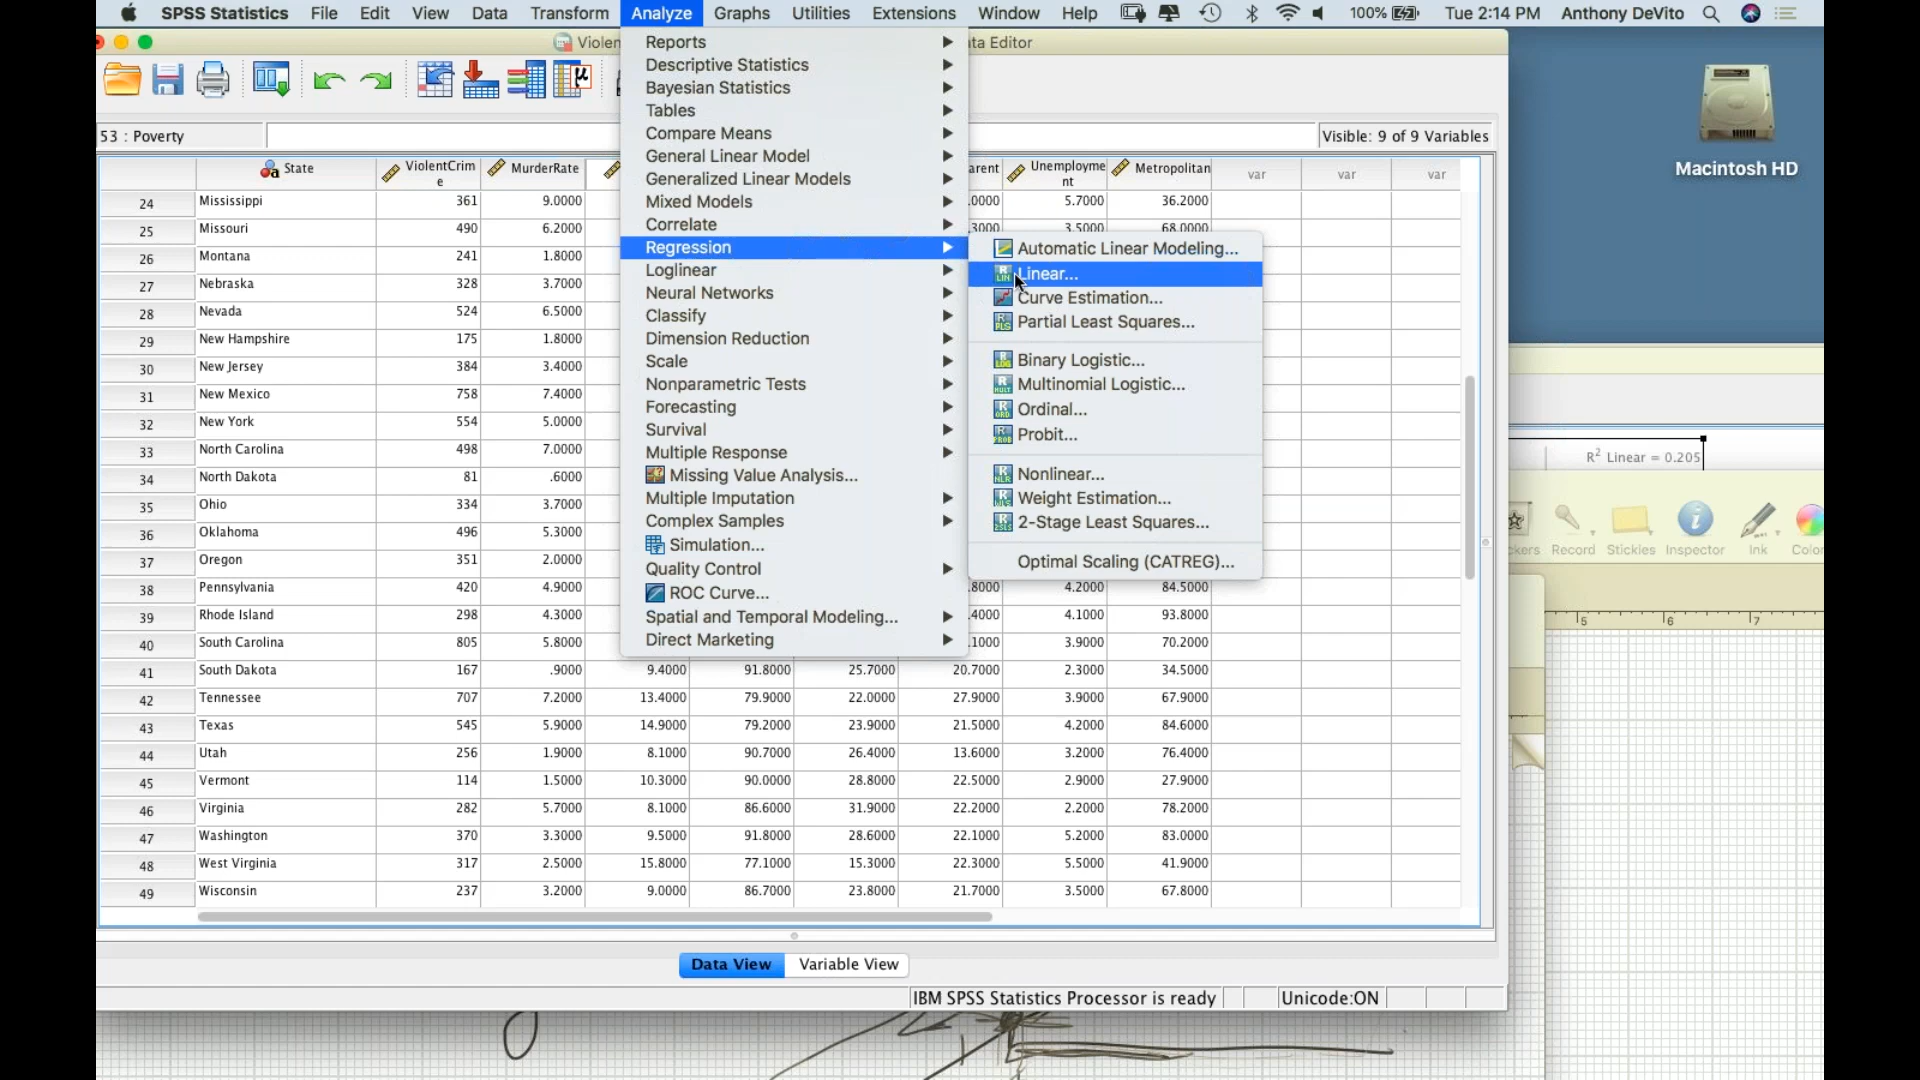 SPSS Statistics File Edit View Data Transform Analyze Graphs Utilities Extensions Window Help 100% Tue 2:14 PM Anthony DeVito
Violen
ata Editor
Macintosh HD
53 : Poverty
Visible: 9 of 9 Variables
State ViolentCrim e MurderRate arent Unemployme nt Metropolitan var var var
24 Mississippi 361 9.0000 .0000 5.7000 36.2000
25 Missouri 490 6.2000 .3000 3.5000 68.0000
26 Montana 241 1.8000
27 Nebraska 328 3.7000
28 Nevada 524 6.5000
29 New Hampshire 175 1.8000
30 New Jersey 384 3.4000
31 New Mexico 758 7.4000
32 New York 554 5.0000
33 North Carolina 498 7.0000
34 North Dakota 81 .6000
35 Ohio 334 3.7000
36 Oklahoma 496 5.3000
37 Oregon 351 2.0000
38 Pennsylvania 420 4.9000 .8000 4.2000 84.5000
39 Rhode Island 298 4.3000 .4000 4.1000 93.8000
40 South Carolina 805 5.8000 .1000 3.9000 70.2000
41 South Dakota 167 .9000 9.4000 91.8000 25.7000 20.7000 2.3000 34.5000
42 Tennessee 707 7.2000 13.4000 79.9000 22.0000 27.9000 3.9000 67.9000
43 Texas 545 5.9000 14.9000 79.2000 23.9000 21.5000 4.2000 84.6000
44 Utah 256 1.9000 8.1000 90.7000 26.4000 13.6000 3.2000 76.4000
45 Vermont 114 1.5000 10.3000 90.0000 28.8000 22.5000 2.9000 27.9000
46 Virginia 282 5.7000 8.1000 86.6000 31.9000 22.2000 2.2000 78.2000
47 Washington 370 3.3000 9.5000 91.8000 28.6000 22.1000 5.2000 83.0000
48 West Virginia 317 2.5000 15.8000 77.1000 15.3000 22.3000 5.5000 41.9000
49 Wisconsin 237 3.2000 9.0000 86.7000 23.8000 21.7000 3.5000 67.8000
Reports
Descriptive Statistics
Bayesian Statistics
Tables
Compare Means
General Linear Model
Generalized Linear Models
Mixed Models
Correlate
Regression
Loglinear
Neural Networks
Classify
Dimension Reduction
Scale
Nonparametric Tests
Forecasting
Survival
Multiple Response
Missing Value Analysis...
Multiple Imputation
Complex Samples
Simulation...
Quality Control
ROC Curve...
Spatial and Temporal Modeling...
Direct Marketing
Automatic Linear Modeling...
Linear...
Curve Estimation...
Partial Least Squares...
Binary Logistic...
Multinomial Logistic...
Ordinal...
Probit...
Nonlinear...
Weight Estimation...
2-Stage Least Squares...
Optimal Scaling (CATREG)...
R² Linear = 0.205
kers Record Stickies Inspector Ink Color
5 6 7
Data View Variable View
IBM SPSS Statistics Processor is ready Unicode:ON